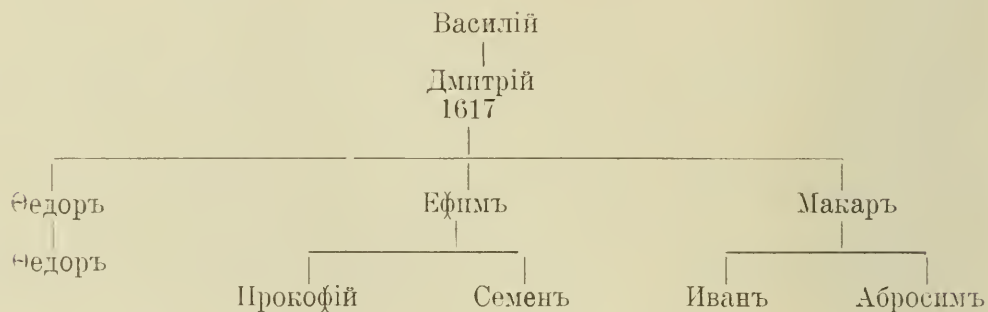 Василій
Дмитрій
1617
Ѳедоръ Ефимъ Макаръ
Ѳедоръ
Прокофій Семенъ Иванъ Абросимъ